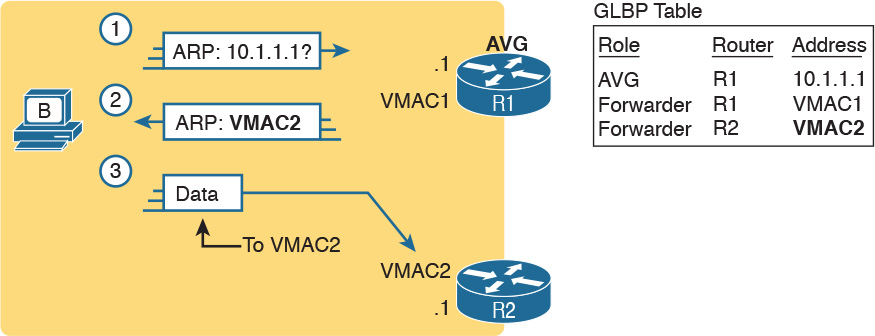 1
ARP: 10.1.1.1?
AVG
.1
VMAC1
R1
B
2
ARP: VMAC2
3
Data
To VMAC2
VMAC2
.1
R2
GLBP Table
Role Router Address
AVG R1 10.1.1.1
Forwarder R1 VMAC1
Forwarder R2 VMAC2